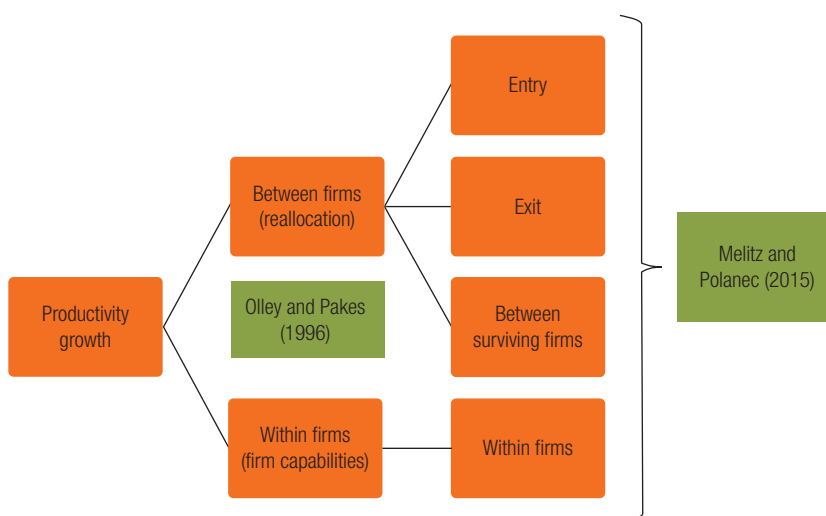 Productivity
growth
Between firms
(reallocation)
Olley and Pakes
(1996)
Within firms
(firm capabilities)
Entry
Exit
Between
surviving firms
Within firms
Melitz and
Polanec (2015)